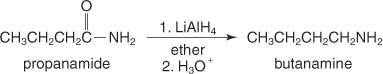 O
CH₃CH₂CH₂C—NH₂ 1. LiAlH₄ CH₃CH₂CH₂CH₂NH₂
ether
propanamide 2. H₃O⁺ butanamine